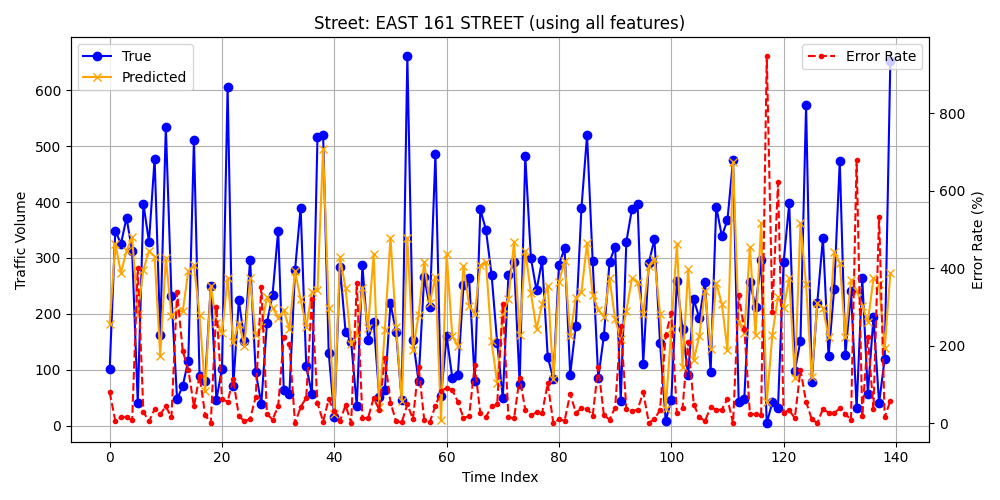 Street: EAST 161 STREET (using all features)
True
Predicted
Error Rate
Traffic Volume
600
500
400
300
200
100
0
800
600
400
200
0
Error Rate (%)
0 20 40 60 80 100 120 140
Time Index